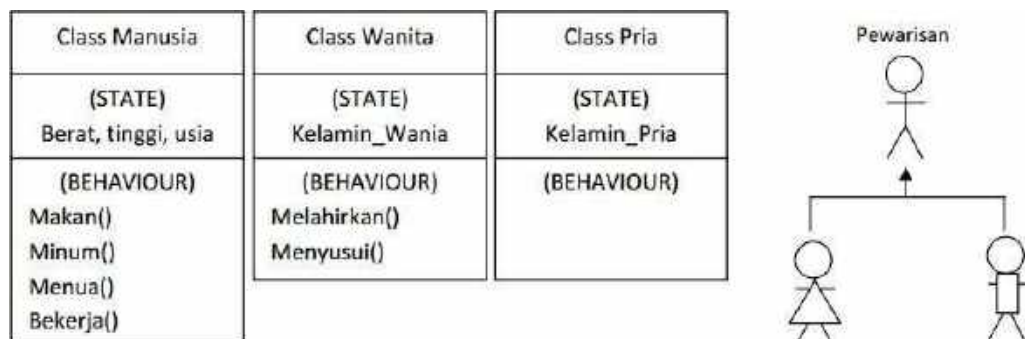 Class Manusia
(STATE)
Berat, tinggi, usia
(BEHAVIOUR)
Makan()
Minum()
Menua()
Bekerja()
Class Wanita
(STATE)
Kelamin_Wania
(BEHAVIOUR)
Melahirkan()
Menyusui()
Class Pria
(STATE)
Kelamin_Pria
(BEHAVIOUR)
Pewarisan